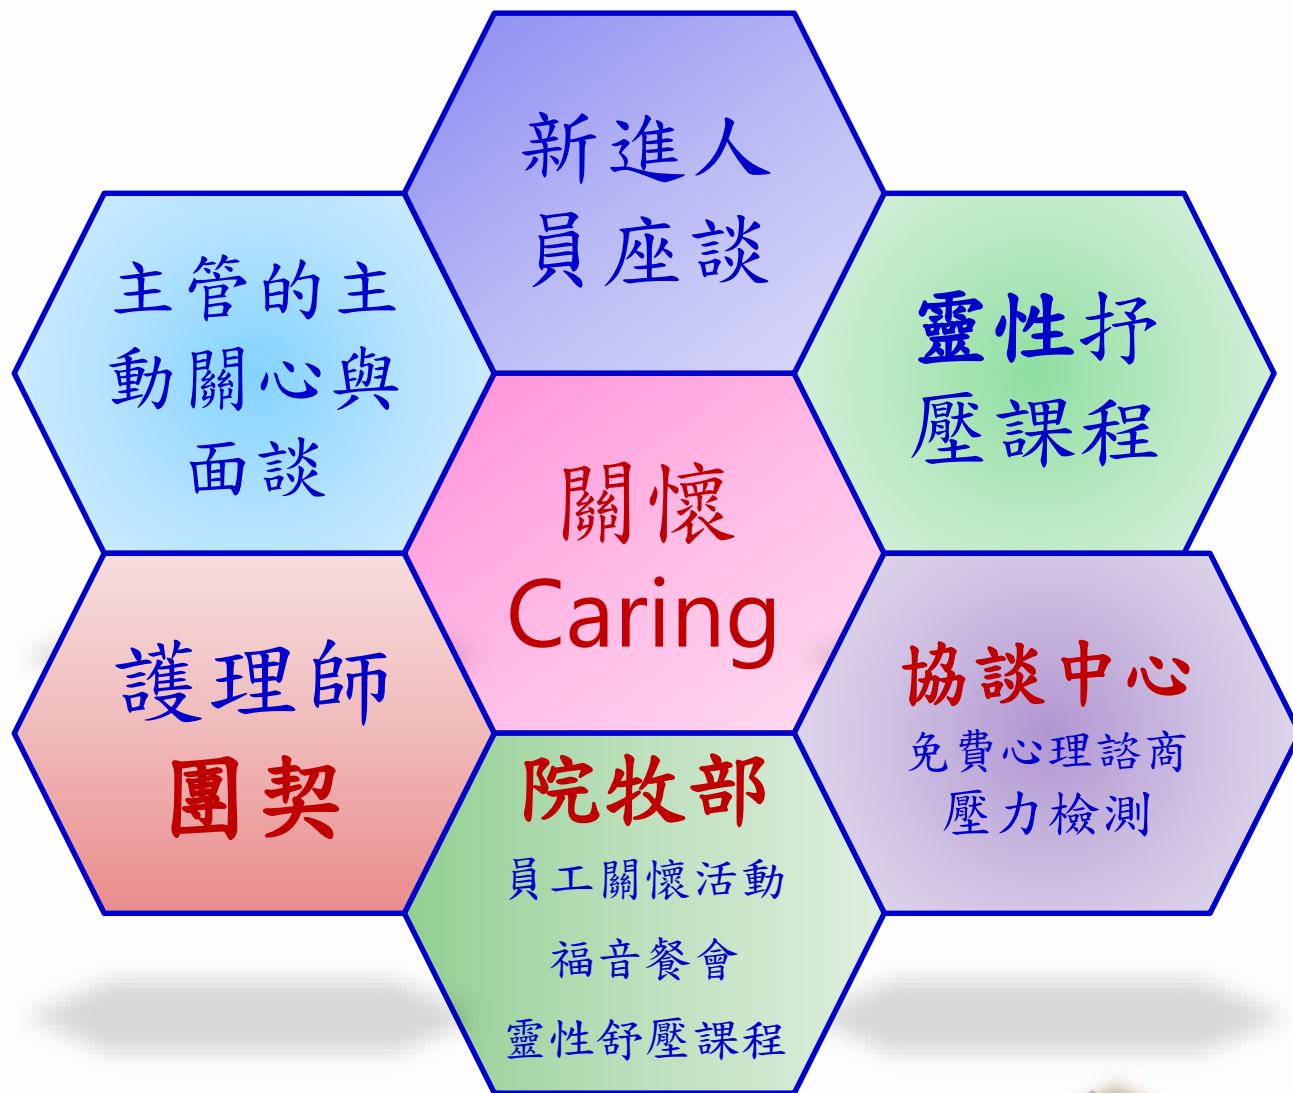 新進人
員座談
主管的主
動關心與
面談
靈性抒
壓課程
關懷
Caring
護理師
團契
協談中心
免費心理諮商
壓力檢測
院牧部
員工關懷活動
福音餐會
靈性舒壓課程